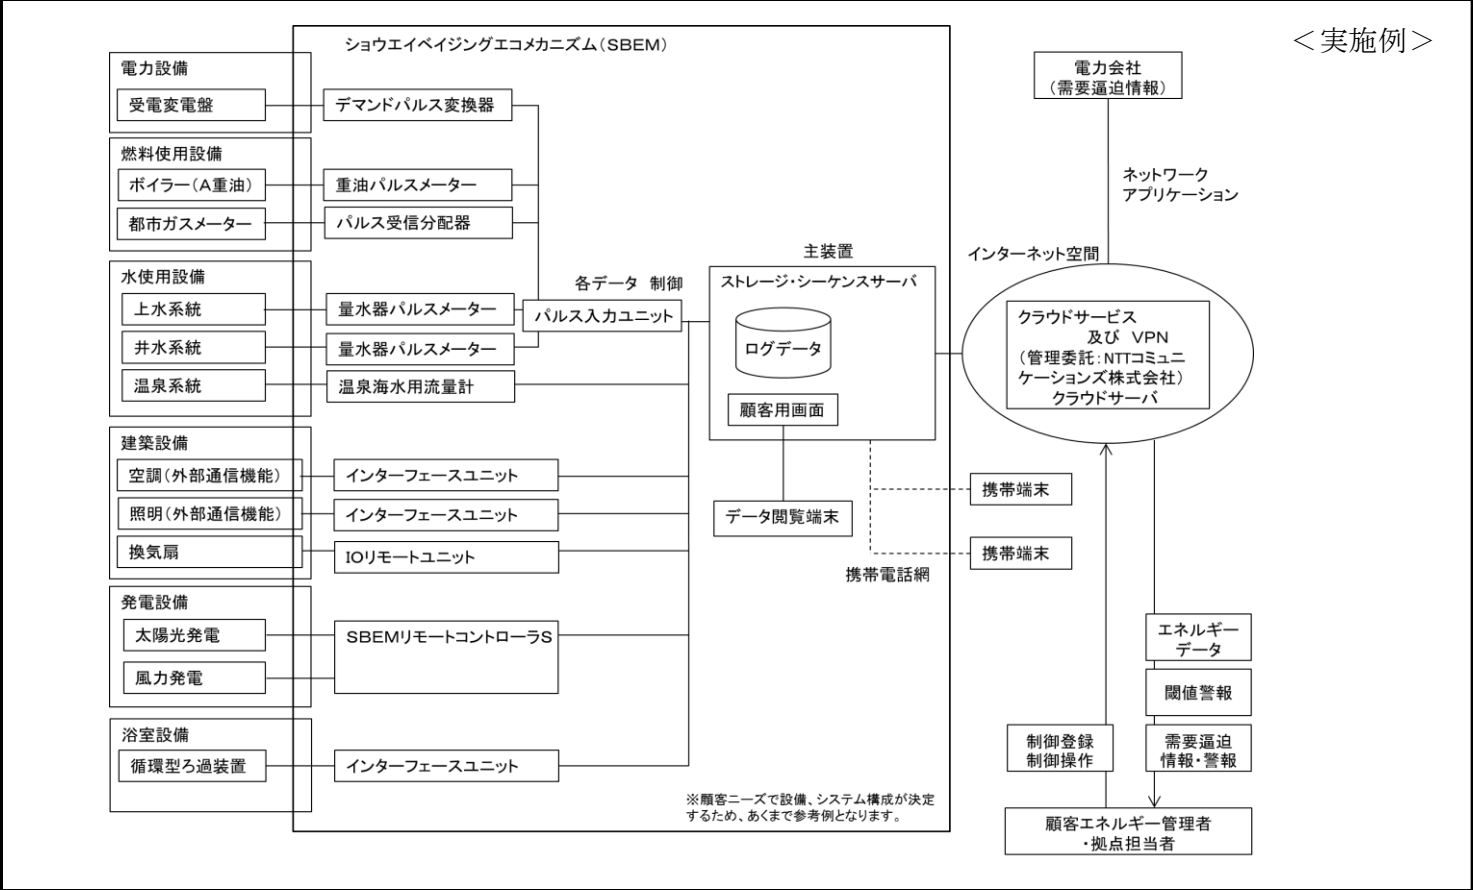 ＜実施例＞
ショウエイベイジングエコメカニズム（SBEM）
電力設備
受電変電盤
デマンドパルス変換器
燃料使用設備
ボイラー（A重油）
重油パルスメーター
都市ガスメーター
パルス受信分配器
水使用設備
上水系統
量水器パルスメーター
井水系統
量水器パルスメーター
温泉系統
温泉海水用流量計
各データ　制御
パルス入力ユニット
建築設備
空調（外部通信機能）
インターフェースユニット
照明（外部通信機能）
インターフェースユニット
換気扇
IOリモートユニット
発電設備
太陽光発電
SBEMリモートコントローラS
風力発電
浴室設備
循環型ろ過装置
インターフェースユニット
主装置
ストレージ・シーケンスサーバ
ログデータ
顧客用画面
データ閲覧端末
携帯端末
携帯端末
携帯電話網
※顧客ニーズで設備、システム構成が決定
するため、あくまで参考例となります。
電力会社
（需要逼迫情報）
ネットワーク
アプリケーション
インターネット空間
クラウドサービス
及び　VPN
（管理委託：NTTコミュニ
ケーションズ株式会社）
クラウドサーバ
エネルギー
データ
閾値警報
制御登録
制御操作
需要逼迫
情報・警報
顧客エネルギー管理者
・拠点担当者